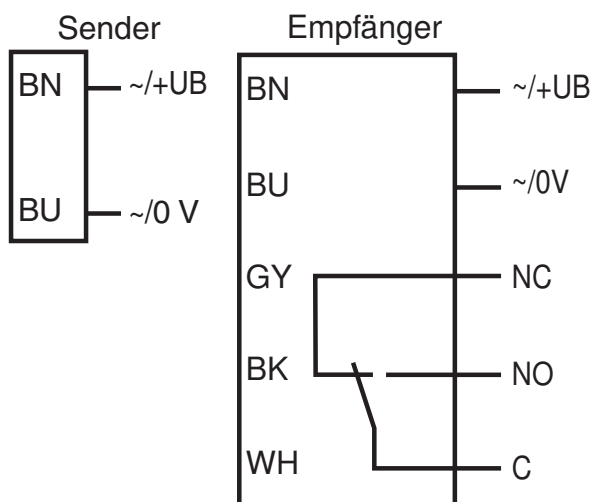 Sender
BN ~/+UB
BU ~/0 V
Empfänger
BN ~/+UB
BU ~/0V
GY NC
BK NO
WH C